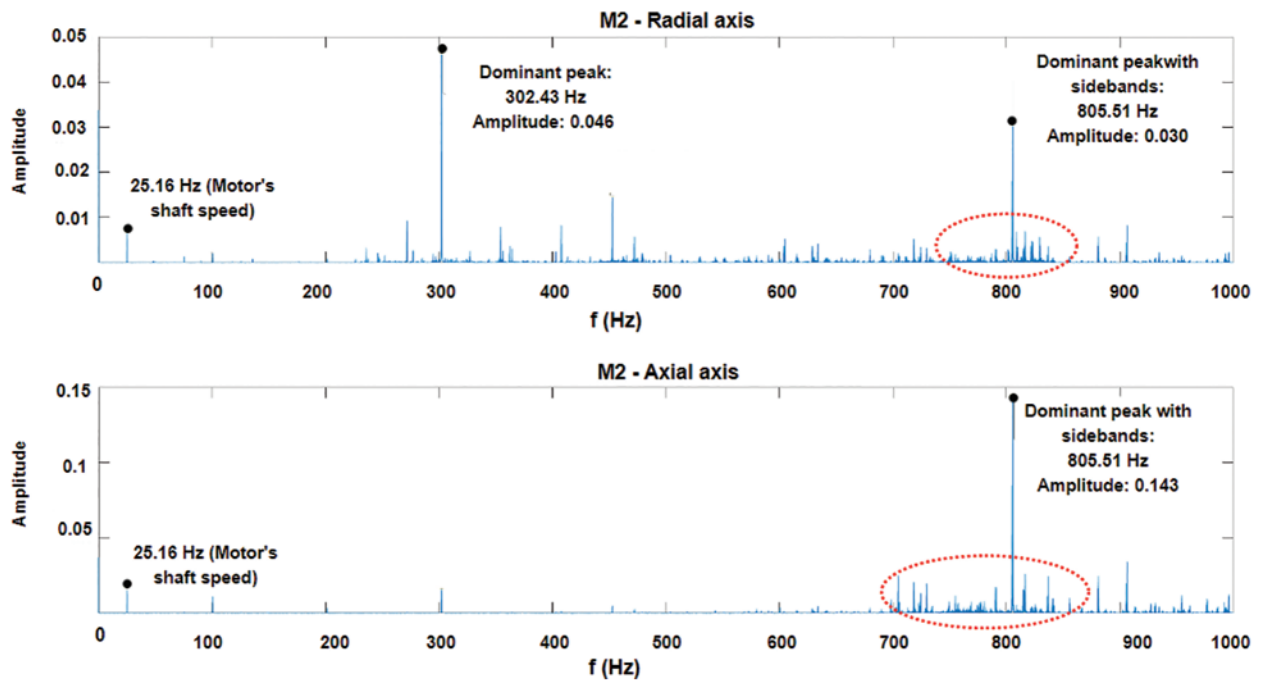 M2 - Radial axis
0.05
0.04
0.03
0.02
0.01
Amplitude
25.16 Hz (Motor's
shaft speed)
Dominant peak:
302.43 Hz
Amplitude: 0.046
Dominant peakwith
sidebands:
805.51 Hz
Amplitude: 0.030
0 100 200 300 400 500 600 700 800 900 1000
f (Hz)
M2 - Axial axis
0.15
0.1
0.05
Amplitude
25.16 Hz (Motor's
shaft speed)
Dominant peak with
sidebands:
805.51 Hz
Amplitude: 0.143
0 100 200 300 400 500 600 700 800 900 1000
f (Hz)